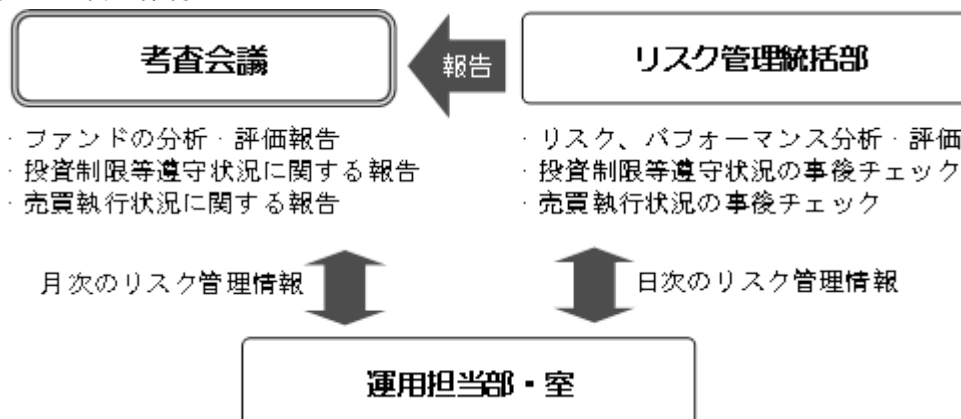 考査会議
報告
リスク管理統括部
・ファンドの分析・評価報告
・投資制限等遵守状況に関する報告
・売買執行状況に関する報告
・リスク、パフォーマンス分析・評価
・投資制限等遵守状況の事後チェック
・売買執行状況の事後チェック
月次のリスク管理情報
日次のリスク管理情報
運用担当部・室